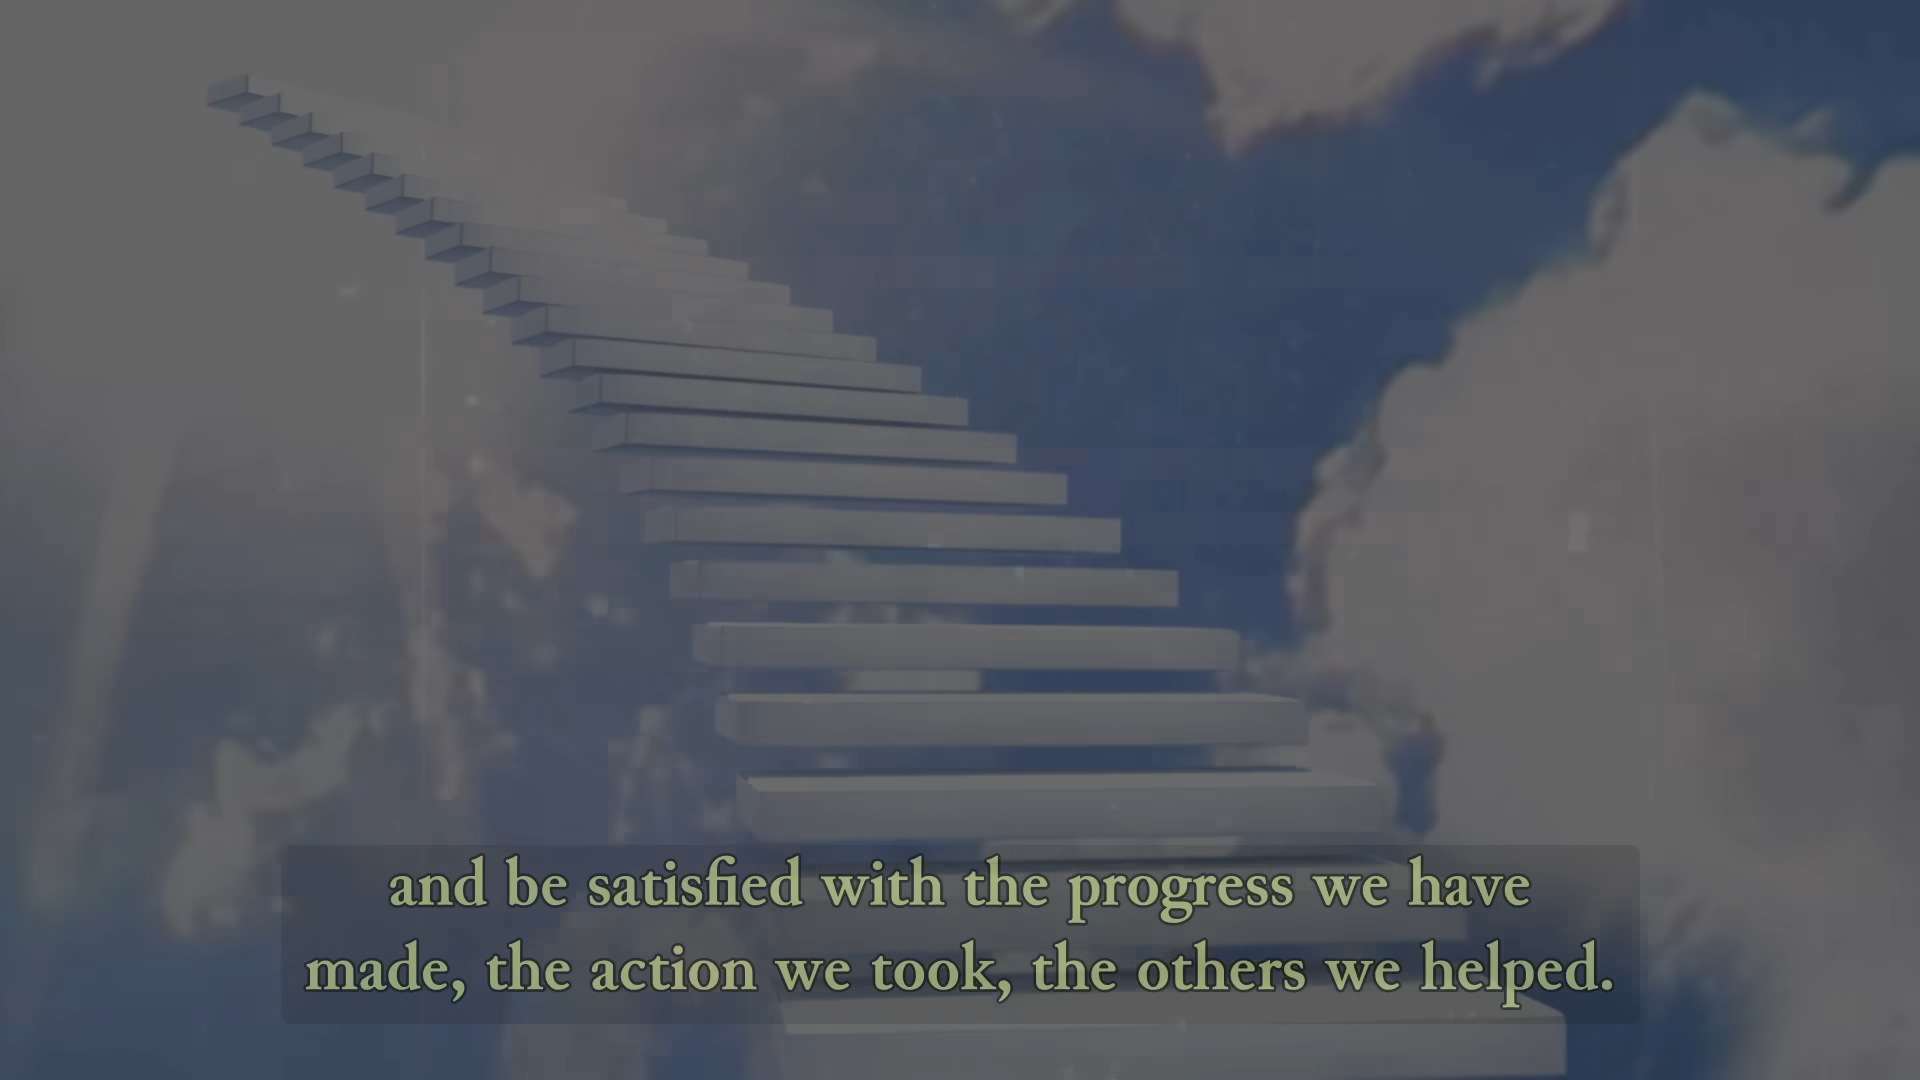 and be satisfied with the progress we have
made, the action we took, the others we helped.